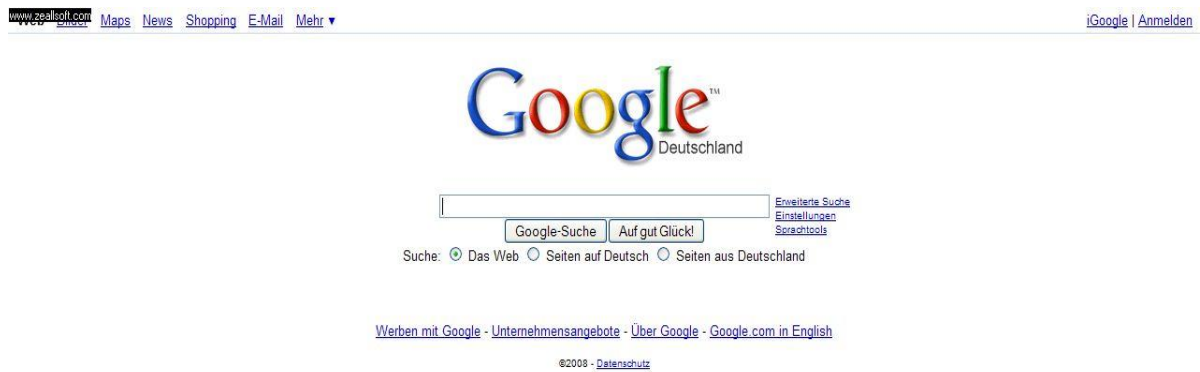 www.zeallsoft.com
Web Bilder Maps News Shopping E-Mail Mehr ▼ iGoogle | Anmelden
Google™
Deutschland
Erweiterte Suche
Einstellungen
Sprachtools
Google-Suche Auf gut Glück!
Suche: Das Web Seiten auf Deutsch Seiten aus Deutschland
Werben mit Google - Unternehmensangebote - Über Google - Google.com in English
©2008 - Datenschutz